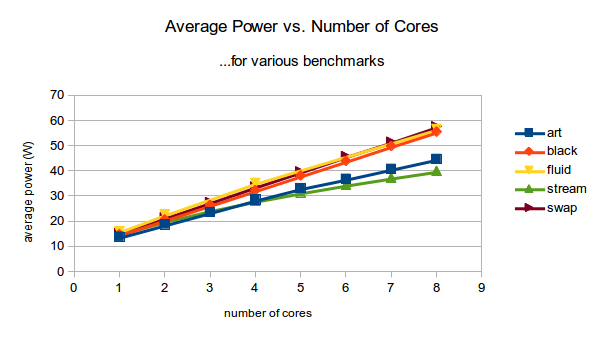 Average Power vs. Number of Cores
...for various benchmarks
average power (W)
70
60
50
40
30
20
10
0
0 1 2 3 4 5 6 7 8 9
number of cores
art
black
fluid
stream
swap